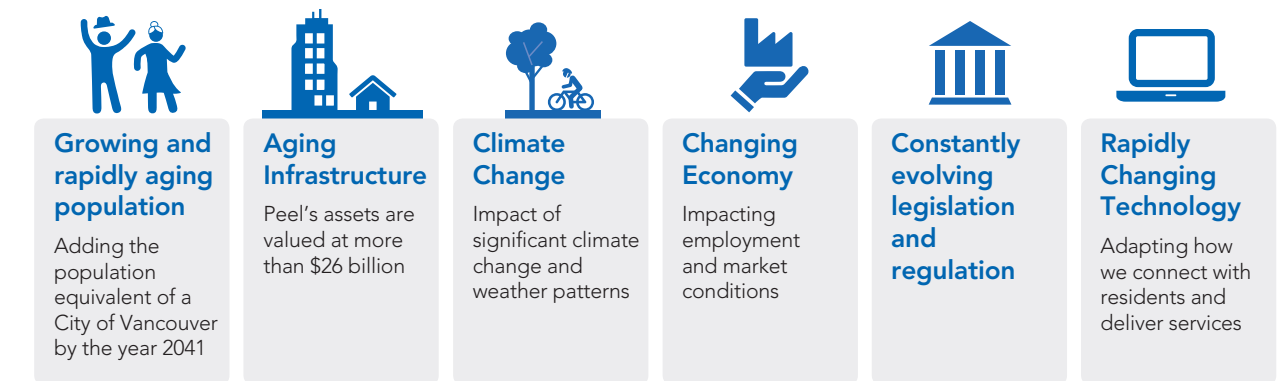 Growing and
rapidly aging
population
Adding the
population
equivalent of a
City of Vancouver
by the year 2041
Aging
Infrastructure
Peel's assets are
valued at more
than $26 billion
Climate
Change
Impact of
significant climate
change and
weather patterns
Changing
Economy
Impacting
employment
and market
conditions
Constantly
evolving
legislation
and
regulation
Rapidly
Changing
Technology
Adapting how
we connect with
residents and
deliver services